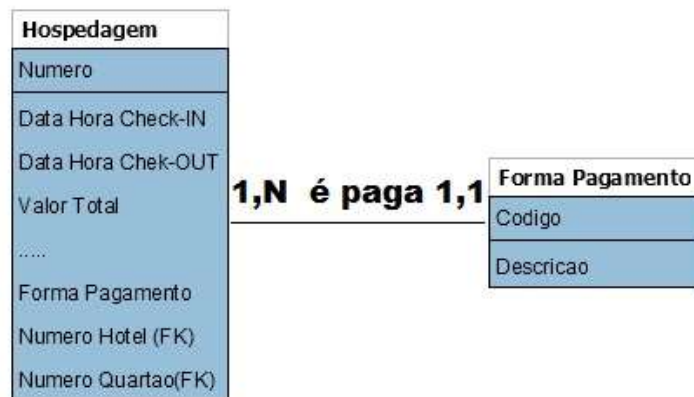 Hospedagem
Numero
Data Hora Check-IN
Data Hora Chek-OUT
Valor Total
.....
Forma Pagamento
Numero Hotel (FK)
Numero Quartao(FK)
1,N é paga 1,1
Forma Pagamento
Codigo
Descricao